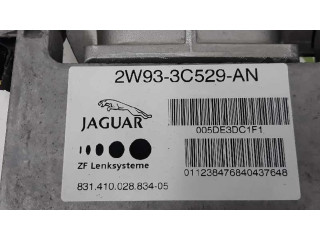 2W93-3C529-AN
JAGUAR
005DE3DC1F1
ZF Lenksysteme
831.410.028.834-05
011238476840437648